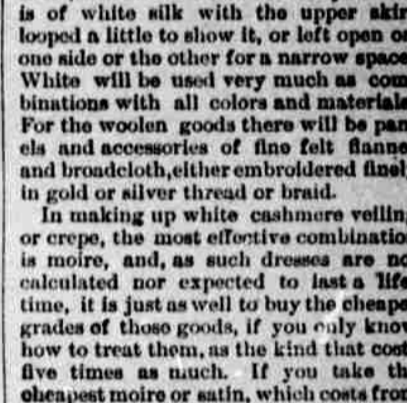 is of white silk with the upper skir
looped a little to show it, or left open o
one side or the other for a narrow space
White will be used very much as com
binations with all colors and materials
For the woolen goods there will be pan
els and accessories of fine felt flanne
and broadcloth,either embroidered finel
in gold or silver thread or braid.
In making up white cashmere veilin
or crepe, the most effective combinatio
is moire, and, as such dresses are no
calculated nor expected to last a life
time, it is just as well to buy the cheape
grades of those goods, if you only know
how to treat them, as the kind that cost
five times as much. If you take th
cheapest moire or satin, which costs from